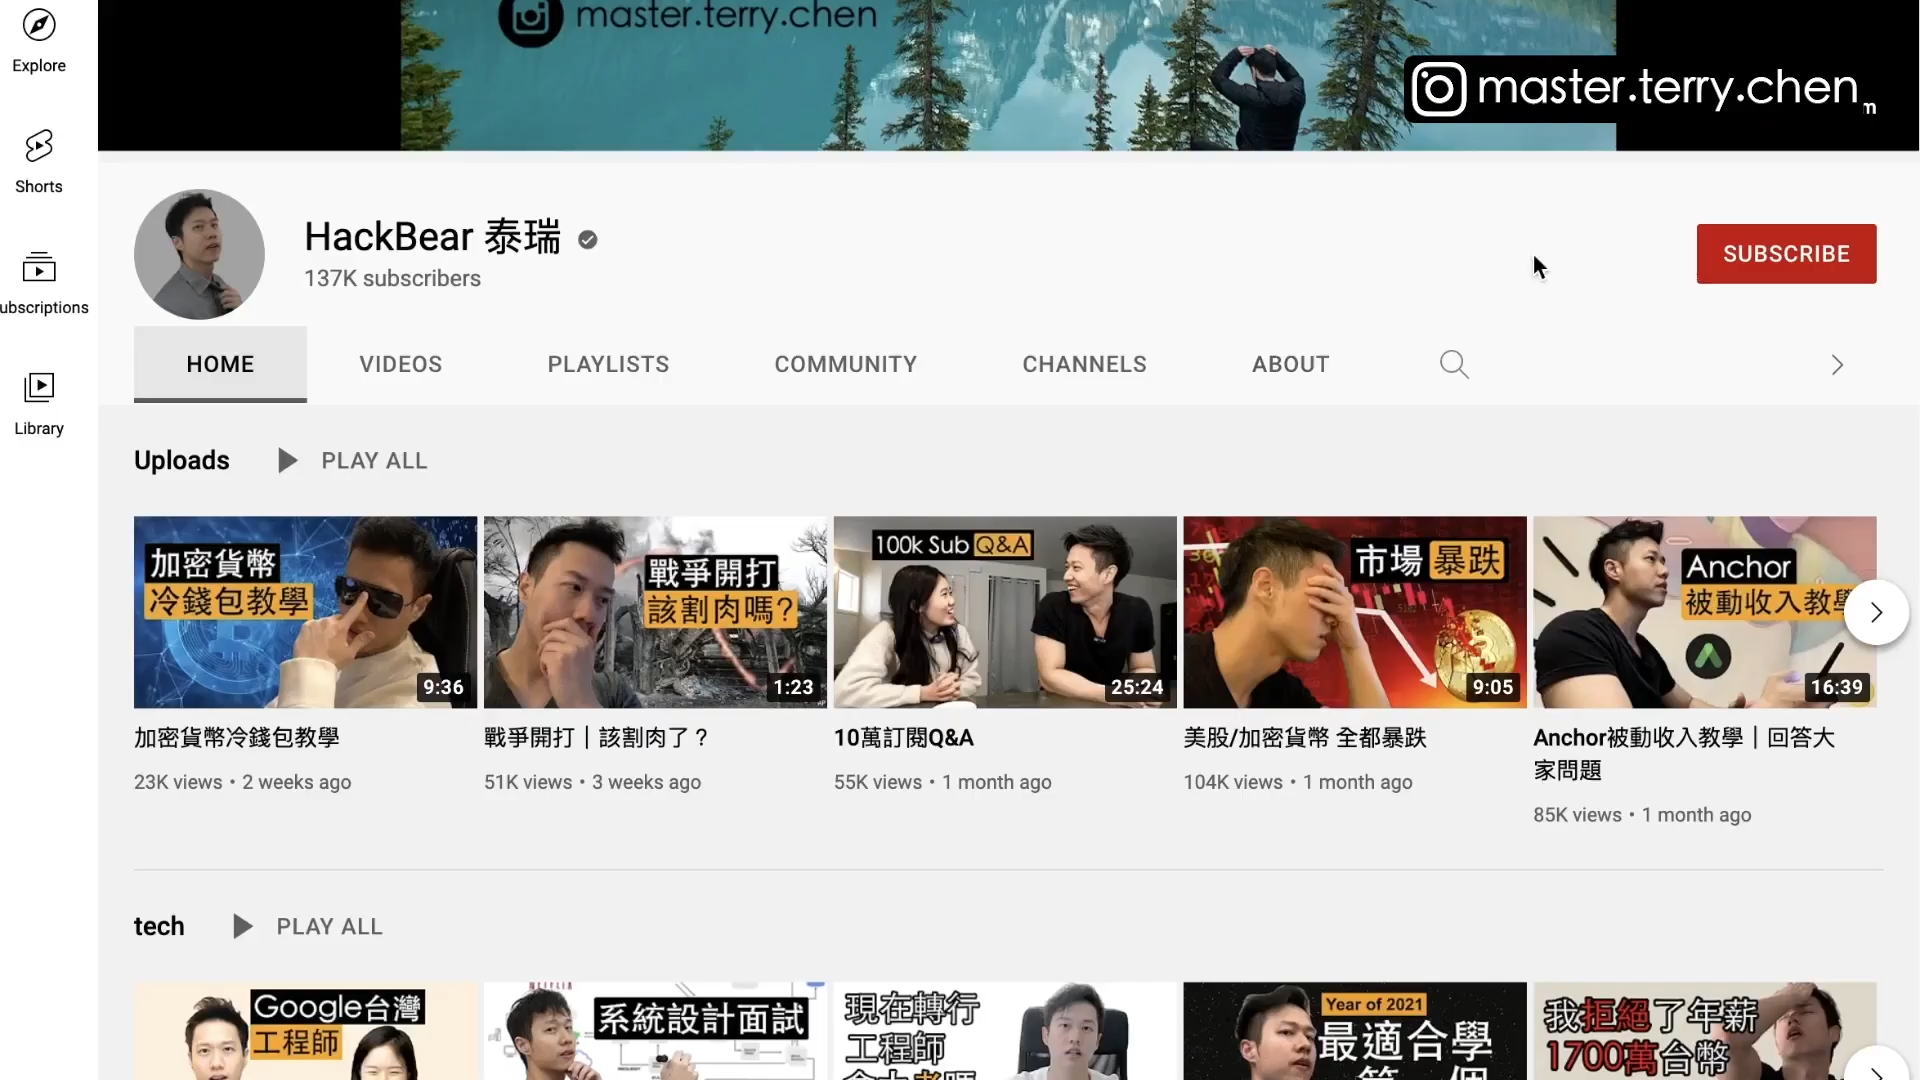 master.terry.chen
master.terry.chen
Explore
Shorts
ubscriptions
Library
HackBear 泰瑞
137K subscribers
SUBSCRIBE
HOME
VIDEOS
PLAYLISTS
COMMUNITY
CHANNELS
ABOUT
Uploads
PLAY ALL
加密貨幣
冷錢包教學
9:36
戰爭開打
該割肉嗎?
1:23
100k Sub Q&A
25:24
市場 暴跌
9:05
Anchor
被動收入教學
16:39
加密貨幣冷錢包教學
23K views • 2 weeks ago
戰爭開打｜該割肉了？
51K views • 3 weeks ago
10萬訂閱Q&A
55K views • 1 month ago
美股/加密貨幣 全都暴跌
104K views • 1 month ago
Anchor被動收入教學｜回答大
家問題
85K views • 1 month ago
tech
PLAY ALL
Google台灣
工程師
系統設計面試
現在轉行
工程師
Year of 2021
最適合學
我拒絕了年薪
1700萬台幣